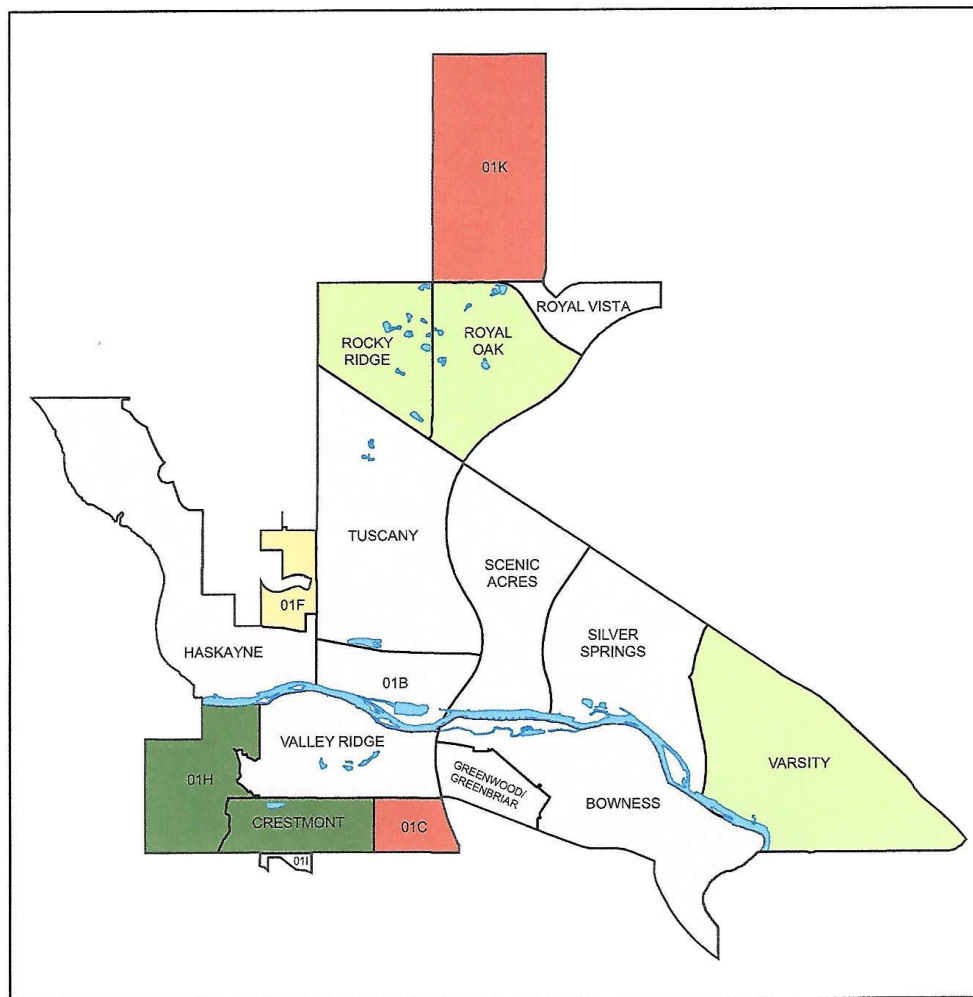 01K
ROYAL VISTA
ROCKY
RIDGE
ROYAL
OAK
TUSCANY
SCENIC
ACRES
01F
SILVER
SPRINGS
HASKAYNE
01B
VALLEY RIDGE
VARSITY
01H
GREENWOOD/
GREENBRIAR
BOWNESS
CRESTMONT
01C
01I